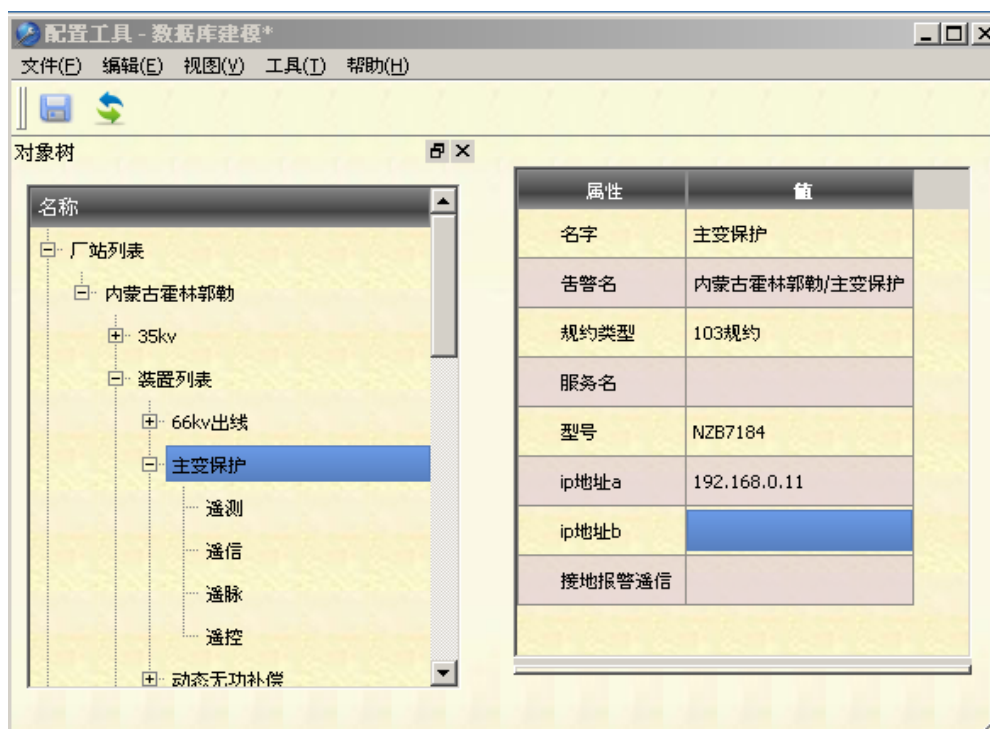 配置工具 - 数据库建模*
文件(F) 编辑(E) 视图(V) 工具(T) 帮助(H)
对象树
名称
厂站列表
内蒙古霍林郭勒
35kv
装置列表
66kv出线
主变保护
遥测
遥信
遥脉
遥控
动态无功补偿
属性 值
名字 主变保护
告警名 内蒙古霍林郭勒/主变保护
规约类型 103规约
服务名
型号 NZB7184
ip地址a 192.168.0.11
ip地址b
接地报警遥信